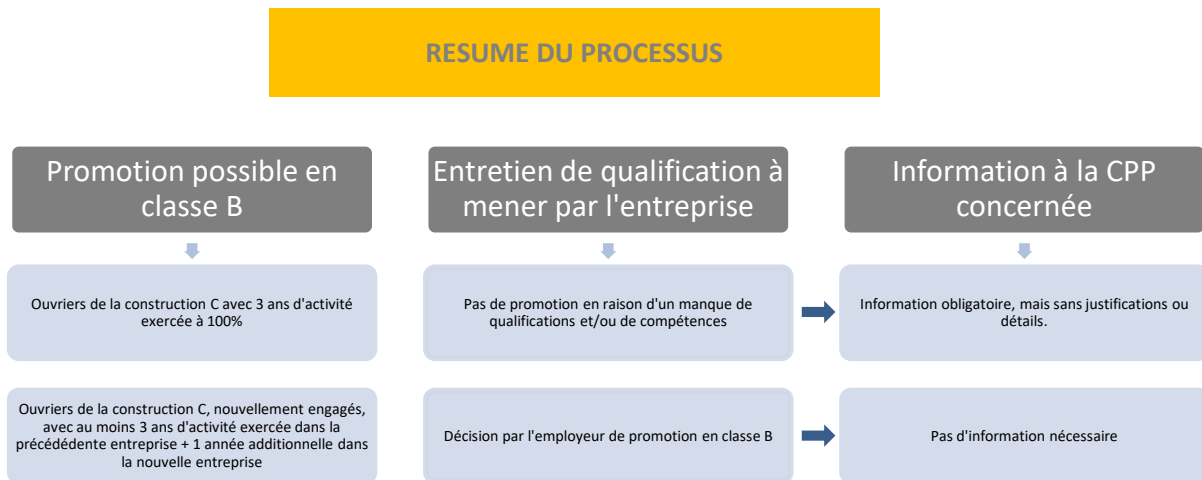 RESUME DU PROCESSUS
Promotion possible en
classe B
Ouvriers de la construction C avec 3 ans d'activité
exercée à 100%
Ouvriers de la construction C, nouvellement engagés,
avec au moins 3 ans d'activité exercée dans la
précédédente entreprise + 1 année additionnelle dans
la nouvelle entreprise
Entretien de qualification à
mener par l'entreprise
Pas de promotion en raison d'un manque de
qualifications et/ou de compétences
Décision par l'employeur de promotion en classe B
Information à la CPP
concernée
Information obligatoire, mais sans justifications ou
détails.
Pas d'information nécessaire